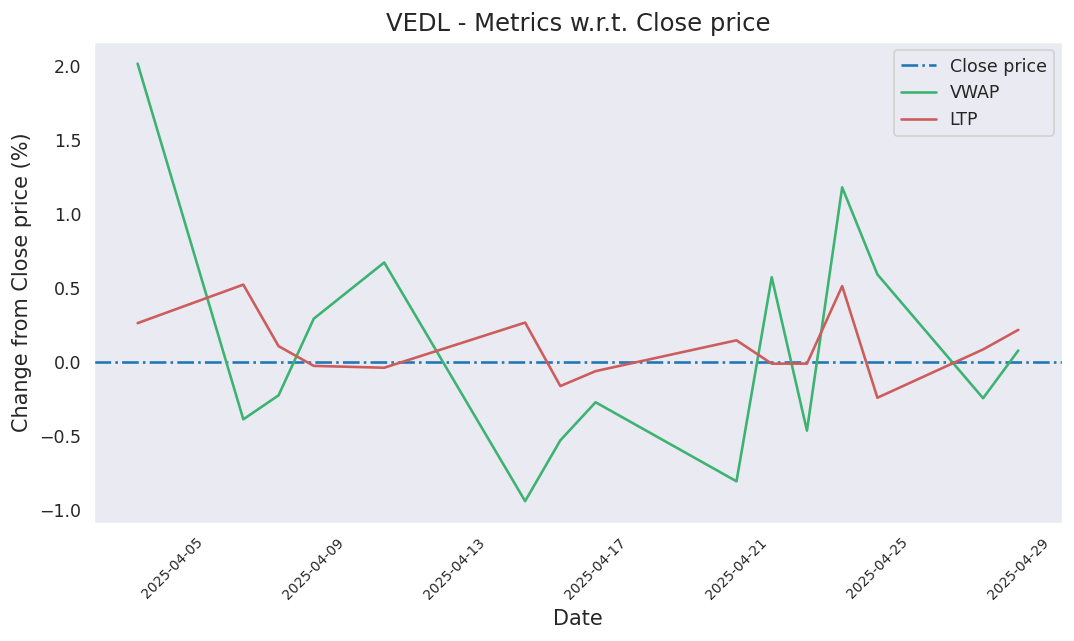 VEDL - Metrics w.r.t. Close price
Close price
VWAP
LTP
Change from Close price (%)
2.0
1.5
1.0
0.5
0.0
−0.5
−1.0
2025-04-05
2025-04-09
2025-04-13
2025-04-17
2025-04-21
2025-04-25
2025-04-29
Date